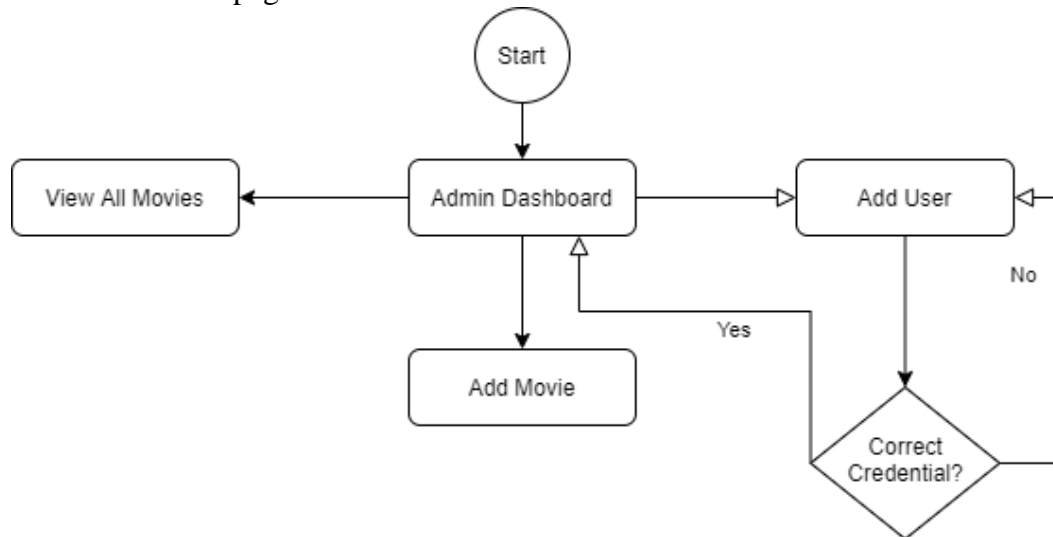 Start
View All Movies
Admin Dashboard
Add User
No
Yes
Add Movie
Correct
Credential?